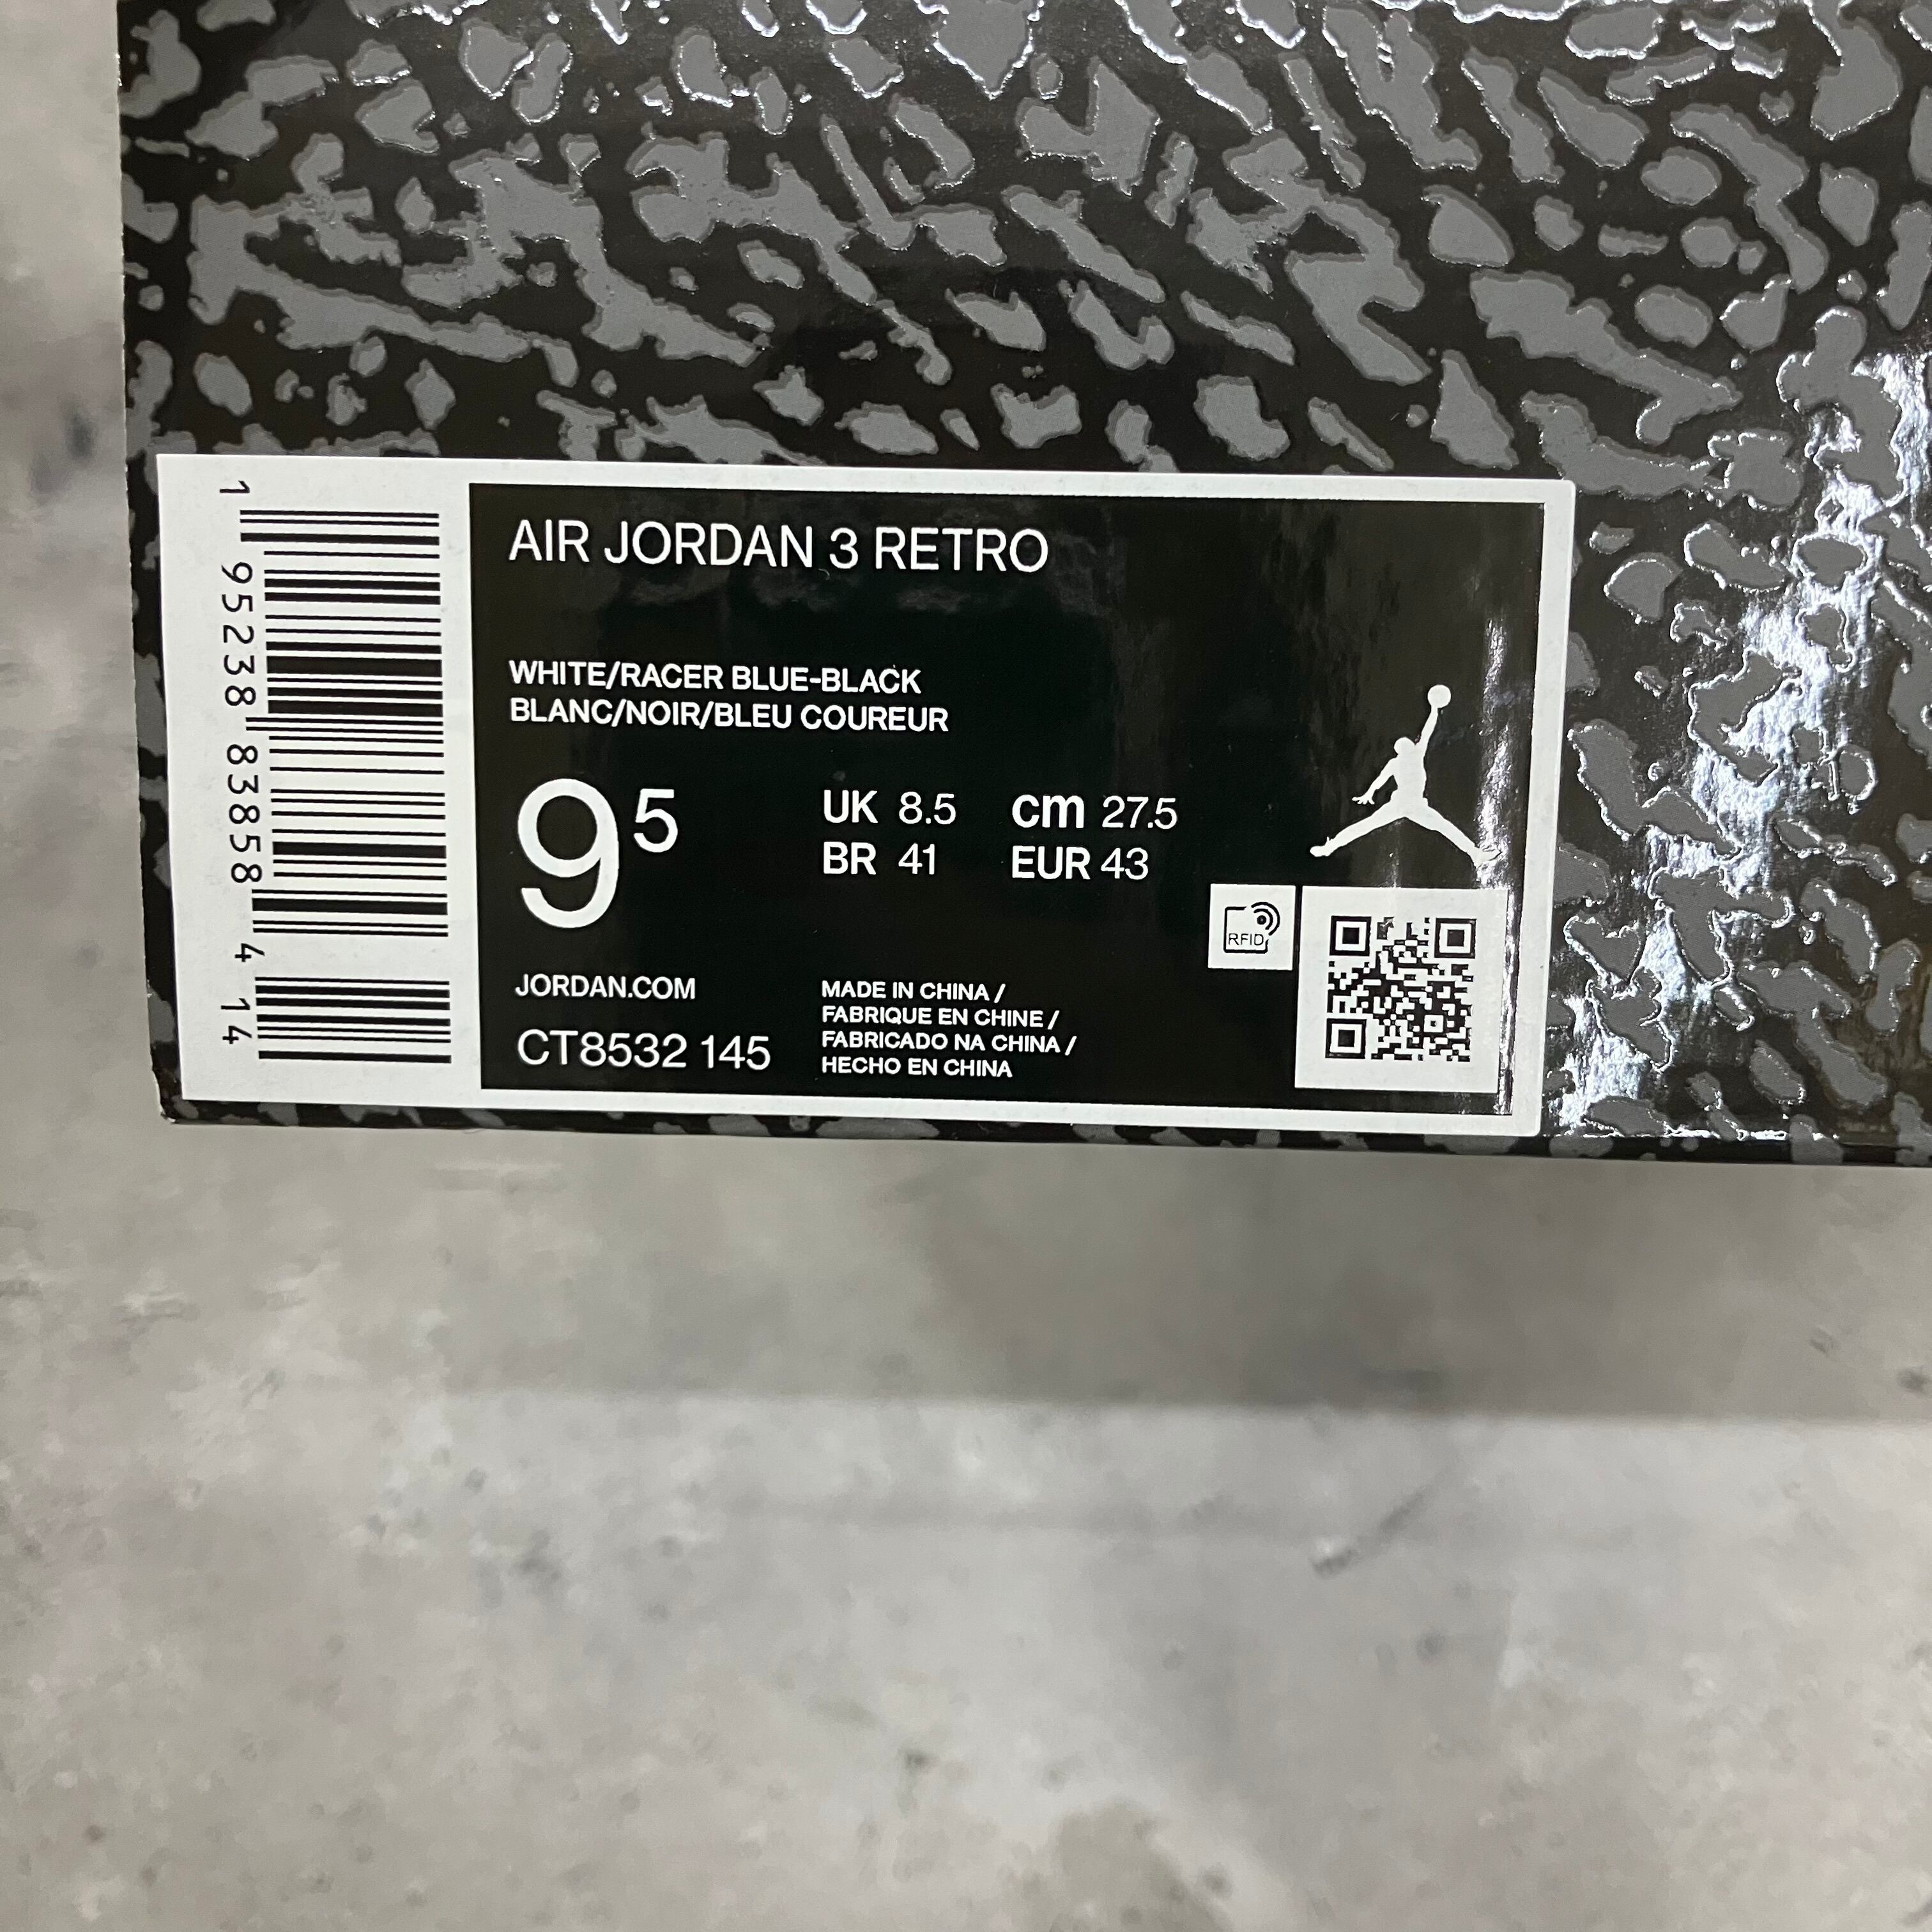 AIR JORDAN 3 RETRO
WHITE/RACER BLUE-BLACK
BLANC/NOIR/BLEU COUREUR
9 5
UK 8.5 cm 27.5
BR 41 EUR 43
RFID
JORDAN.COM
CT8532 145
MADE IN CHINA /
FABRIQUE EN CHINE /
FABRICADO NA CHINA /
HECHO EN CHINA
1 95238 83858 4 14